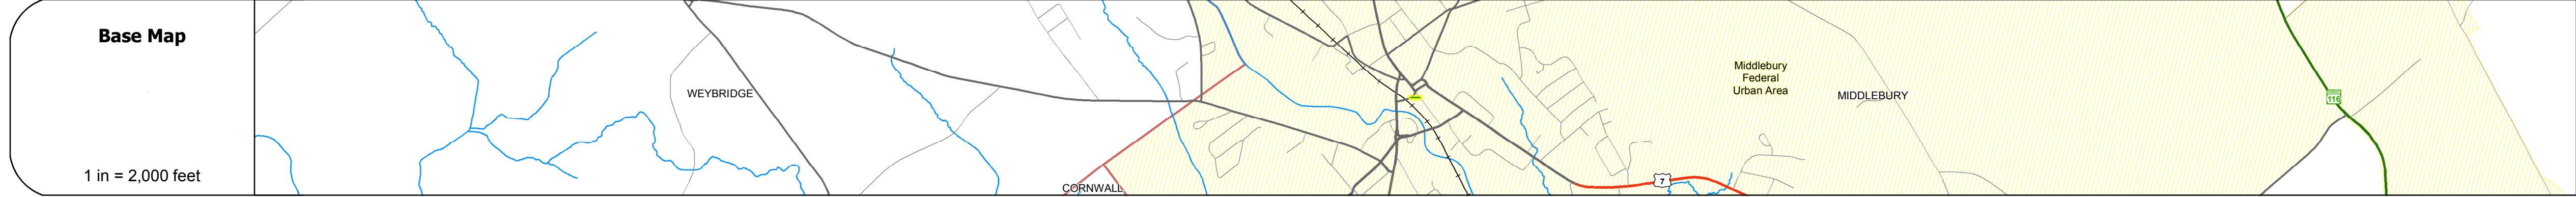 Base Map
1 in = 2,000 feet
WEYBRIDGE
CORNWALL
Middlebury
Federal
Urban Area
MIDDLEBURY
7
116